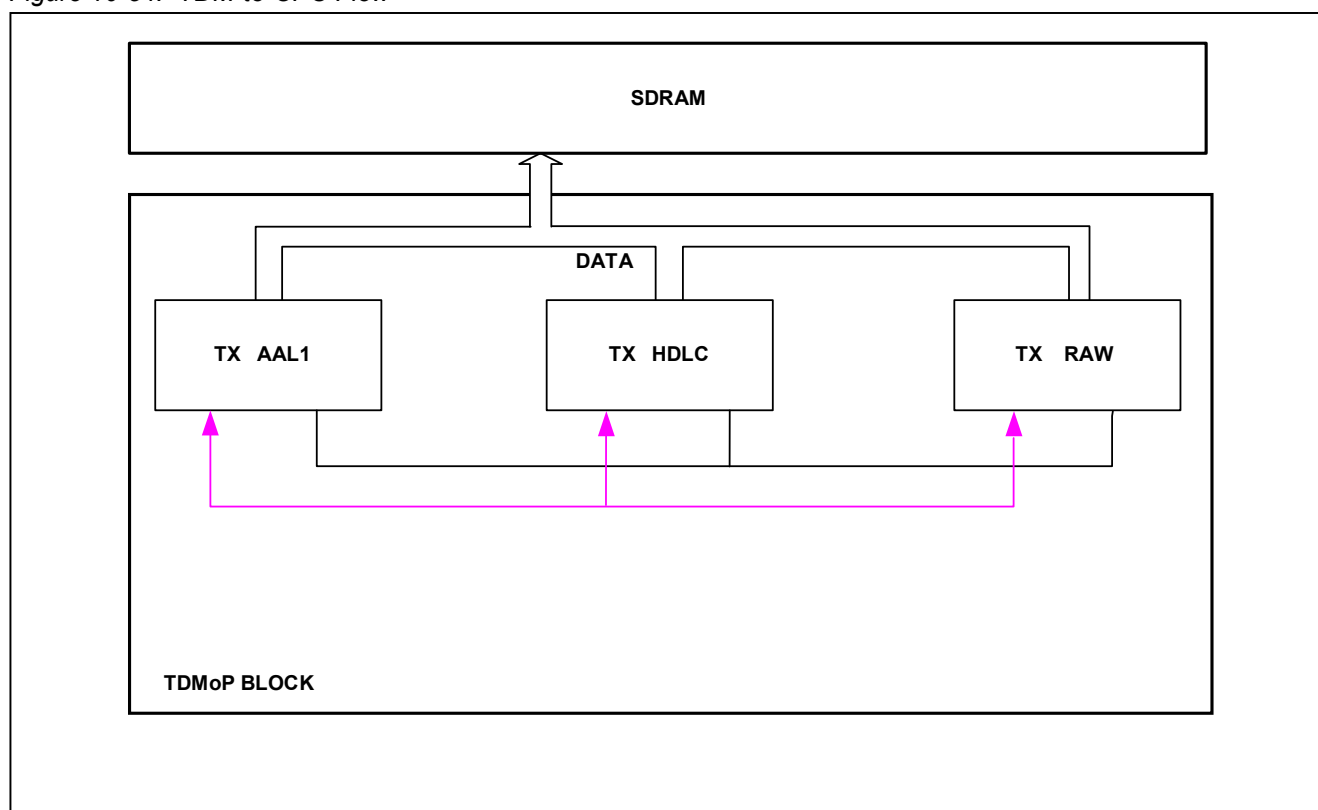 SDRAM
DATA
TX AAL1
TX HDLC
TX RAW
TDMoP BLOCK